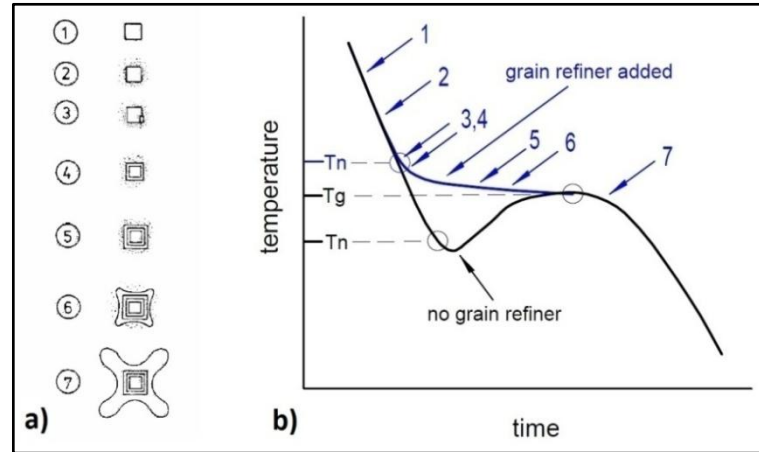 1
2
3
4
5
6
7
a)
1
2
grain refiner added
3,4
5
6
7
Tn
Tg
Tn
temperature
no grain refiner
b)
time